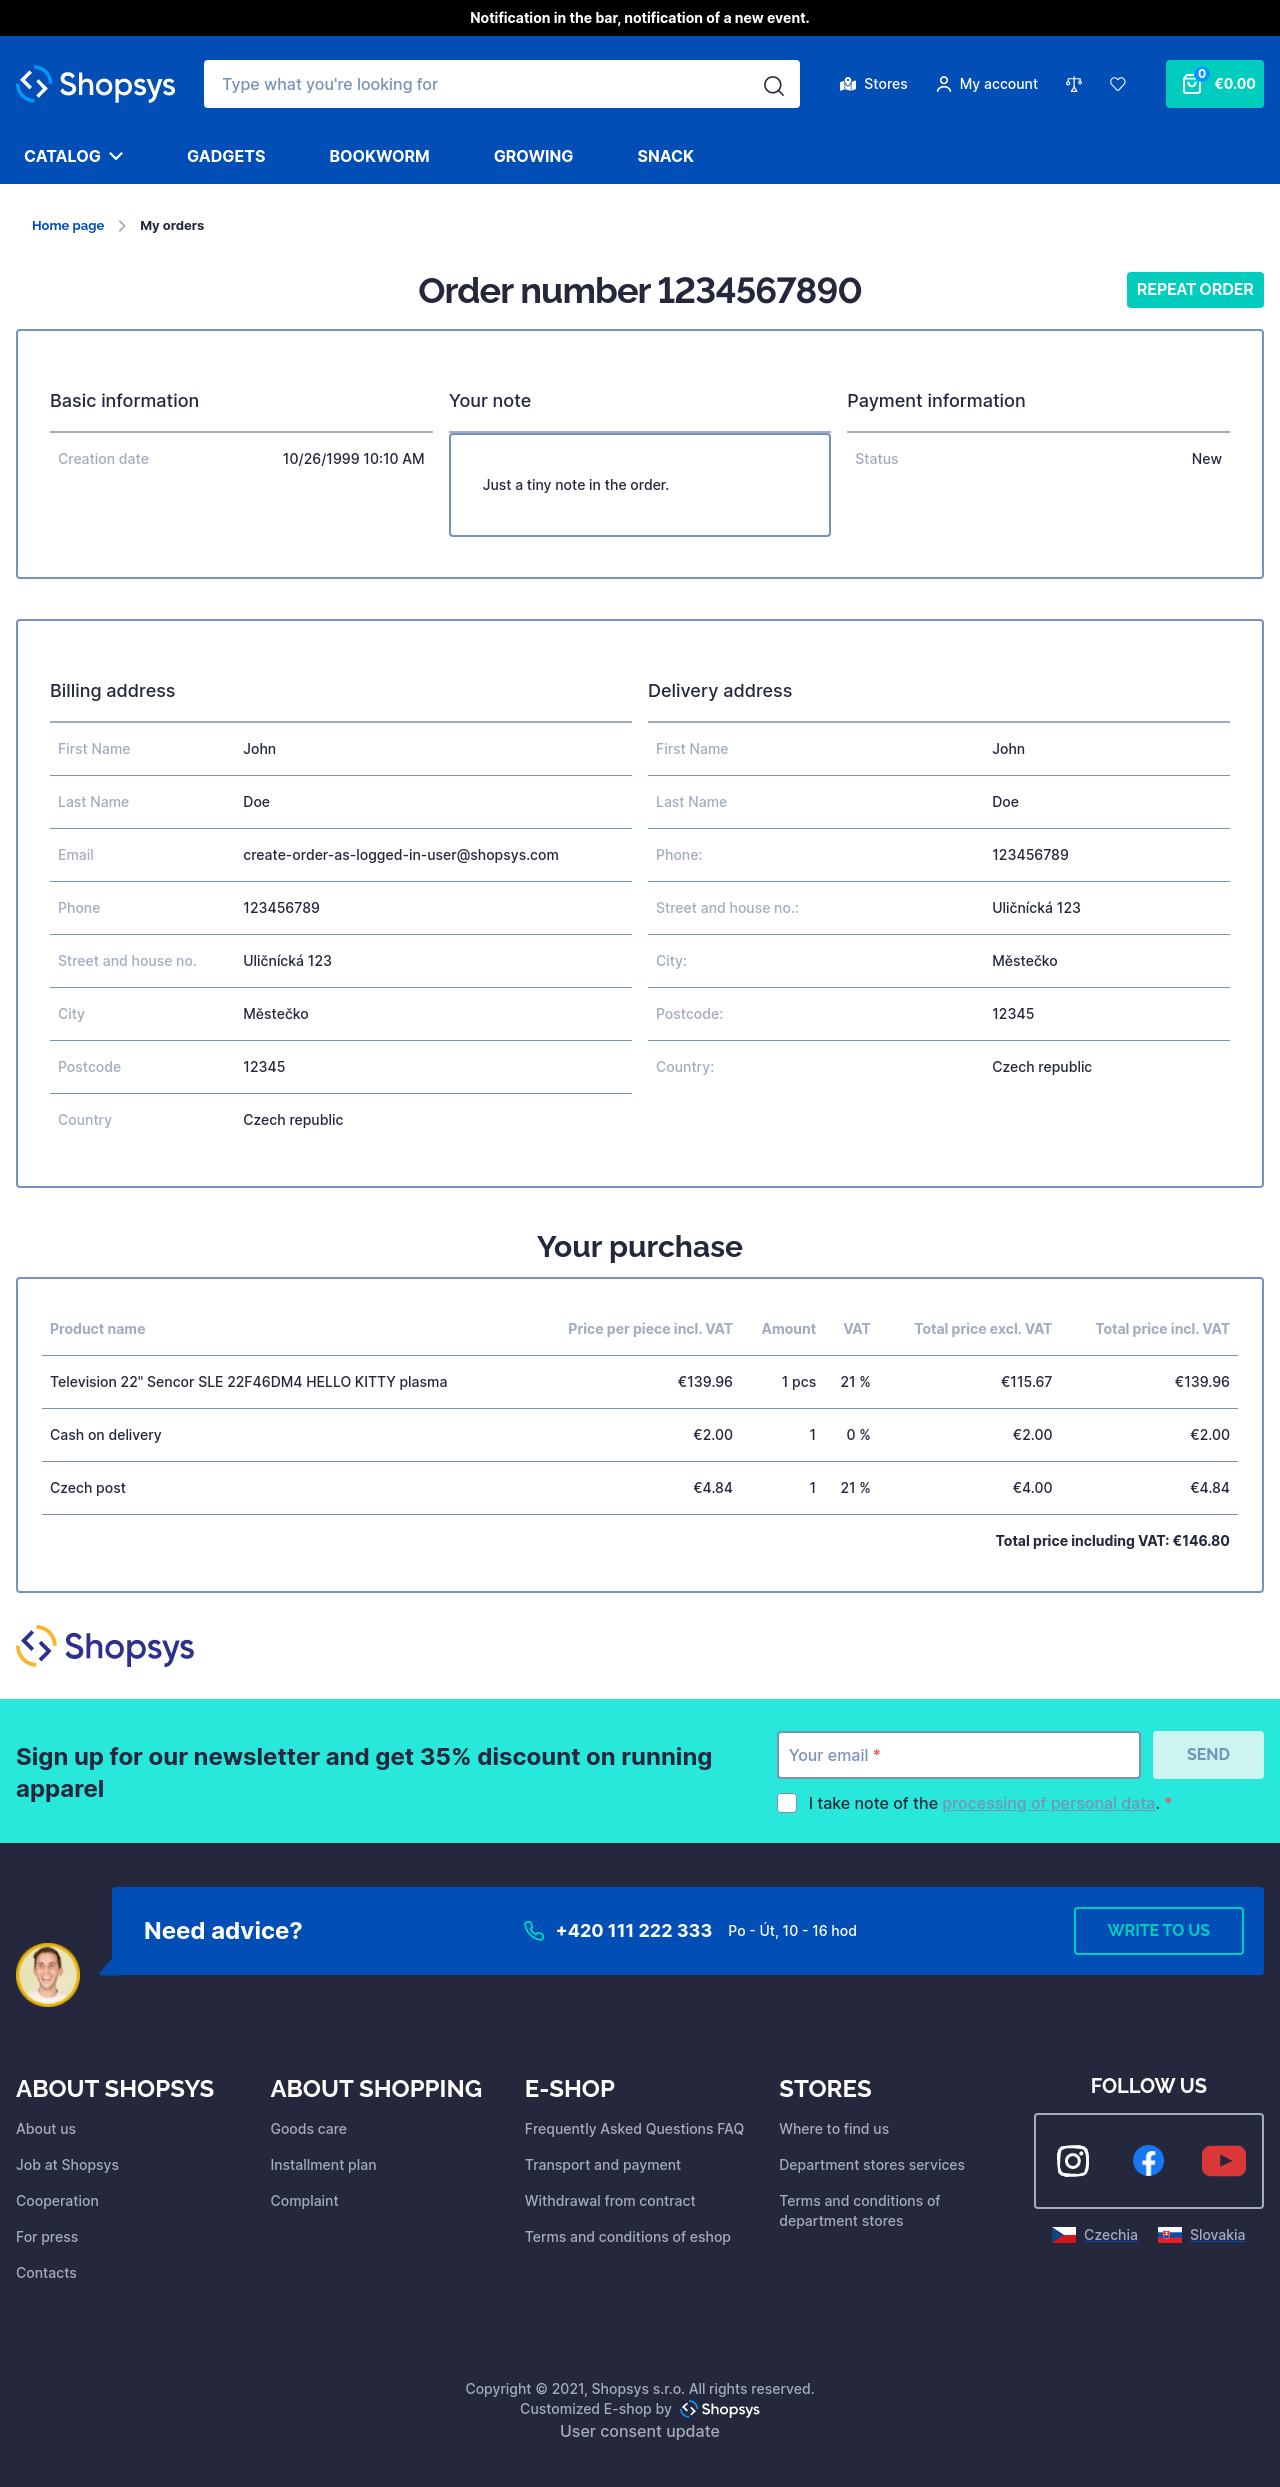 Notification in the bar, notification of a new event.
Shopsys
Type what you're looking for
Stores
My account
0
€0.00
CATALOG
GADGETS
BOOKWORM
GROWING
SNACK
Home page
My orders
Order number 1234567890
REPEAT ORDER
Basic information
Creation date 10/26/1999 10:10 AM
Your note
Just a tiny note in the order.
Payment information
Status New
Billing address
First Name John
Last Name Doe
Email create-order-as-logged-in-user@shopsys.com
Phone 123456789
Street and house no. Uličnícká 123
City Městečko
Postcode 12345
Country Czech republic
Delivery address
First Name John
Last Name Doe
Phone: 123456789
Street and house no.: Uličnícká 123
City: Městečko
Postcode: 12345
Country: Czech republic
Your purchase
Product name Price per piece incl. VAT Amount VAT Total price excl. VAT Total price incl. VAT
Television 22" Sencor SLE 22F46DM4 HELLO KITTY plasma €139.96 1 pcs 21 % €115.67 €139.96
Cash on delivery €2.00 1 0 % €2.00 €2.00
Czech post €4.84 1 21 % €4.00 €4.84
Total price including VAT: €146.80
Shopsys
Sign up for our newsletter and get 35% discount on running
apparel
Your email *
SEND
I take note of the processing of personal data. *
Need advice?
+420 111 222 333
Po - Út, 10 - 16 hod
WRITE TO US
ABOUT SHOPSYS
About us
Job at Shopsys
Cooperation
For press
Contacts
ABOUT SHOPPING
Goods care
Installment plan
Complaint
E-SHOP
Frequently Asked Questions FAQ
Transport and payment
Withdrawal from contract
Terms and conditions of eshop
STORES
Where to find us
Department stores services
Terms and conditions of
department stores
FOLLOW US
Czechia
Slovakia
Copyright © 2021, Shopsys s.r.o. All rights reserved.
Customized E-shop by Shopsys
User consent update